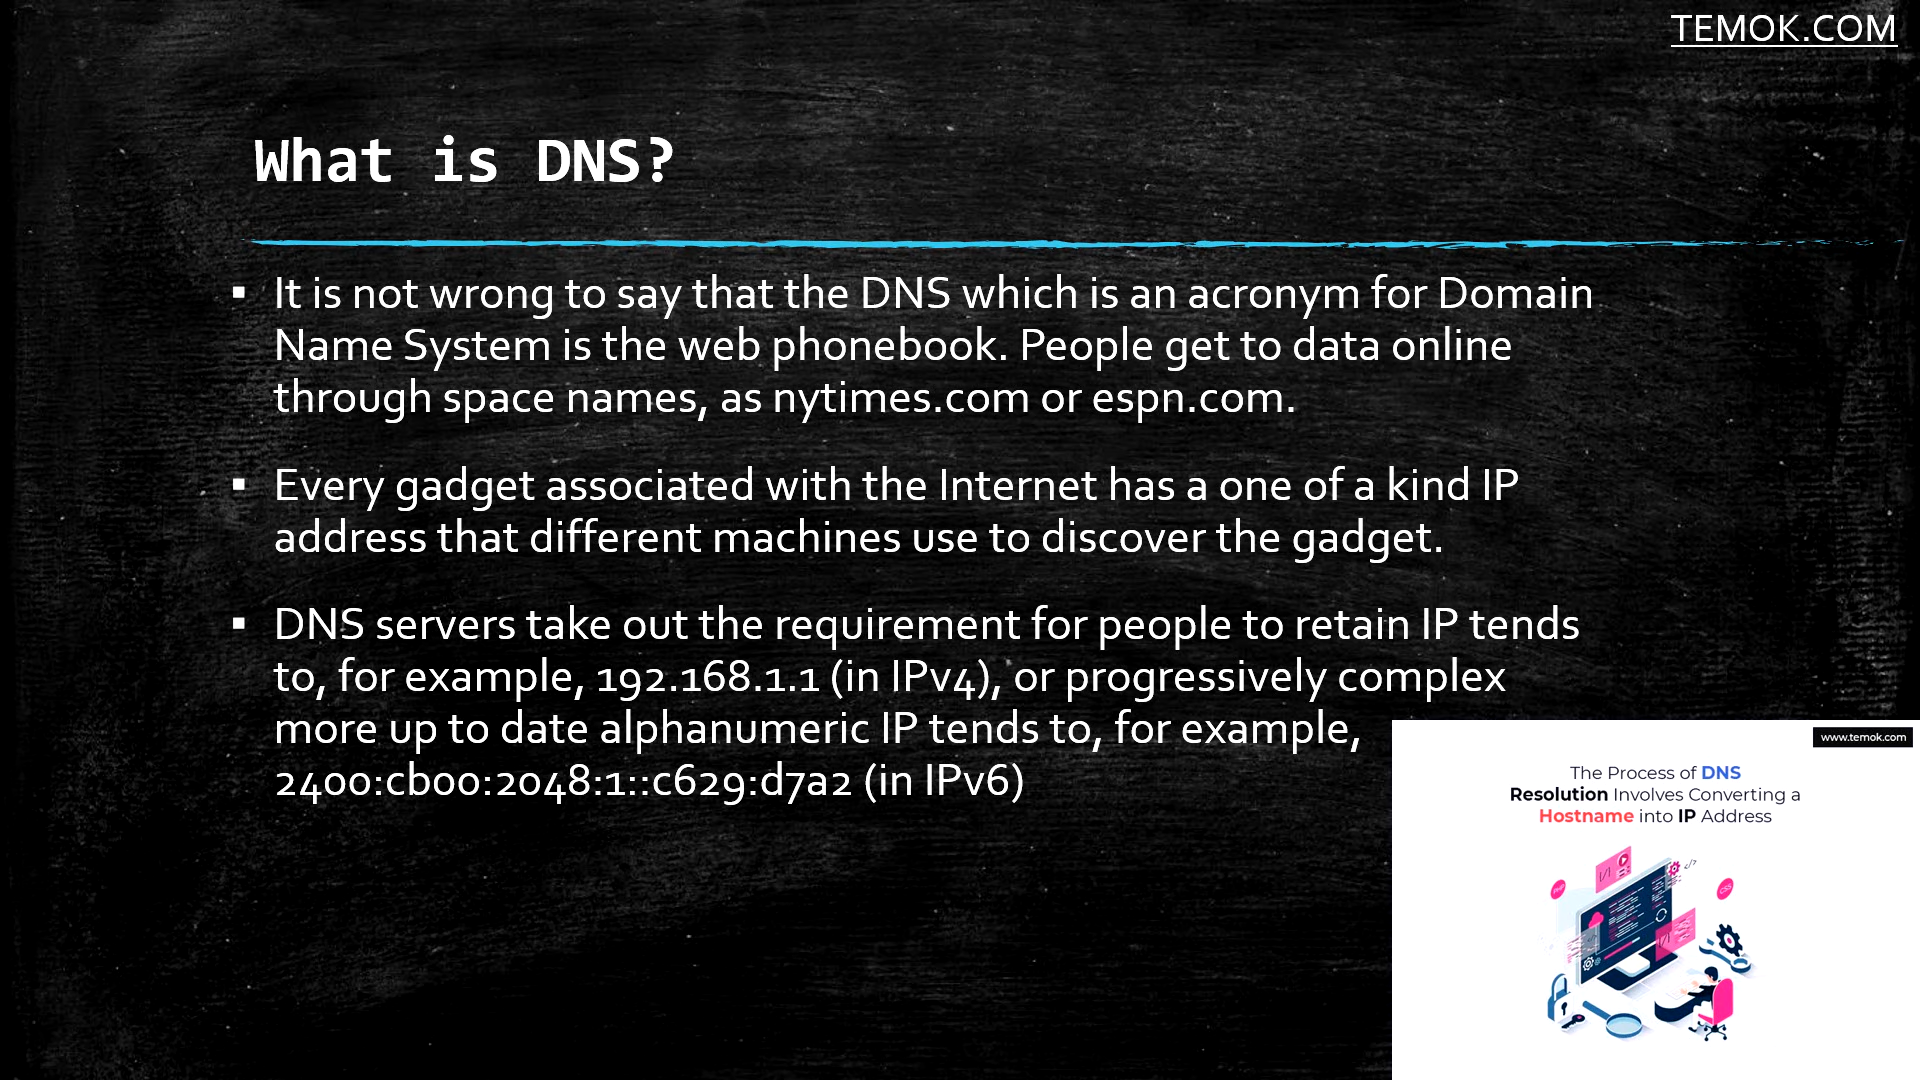 TEMOK.COM
What is DNS?
▪ It is not wrong to say that the DNS which is an acronym for Domain
Name System is the web phonebook. People get to data online
through space names, as nytimes.com or espn.com.
▪ Every gadget associated with the Internet has a one of a kind IP
address that different machines use to discover the gadget.
▪ DNS servers take out the requirement for people to retain IP tends
to, for example, 192.168.1.1 (in IPv4), or progressively complex
more up to date alphanumeric IP tends to, for example,
2400:cb00:2048:1::c629:d7a2 (in IPv6)
www.temok.com
The Process of DNS
Resolution Involves Converting a
Hostname into IP Address
PHP
</>
CSS